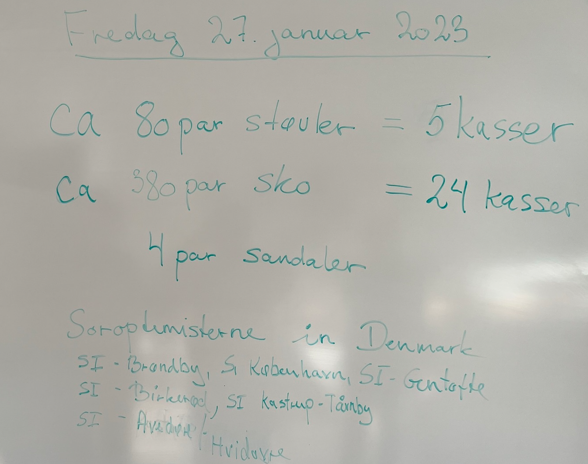 Fredag 27. januar 2023
Ca 80 par støvler = 5 kasser
Ca 380 par sko = 24 kasser
4 par sandaler
Soroptimisterne in Denmark
SI - Brøndby, SI København, SI - Gentofte
SI - Birkerød, SI Kastrup - Tårnby
SI - Avedøre / Hvidovre